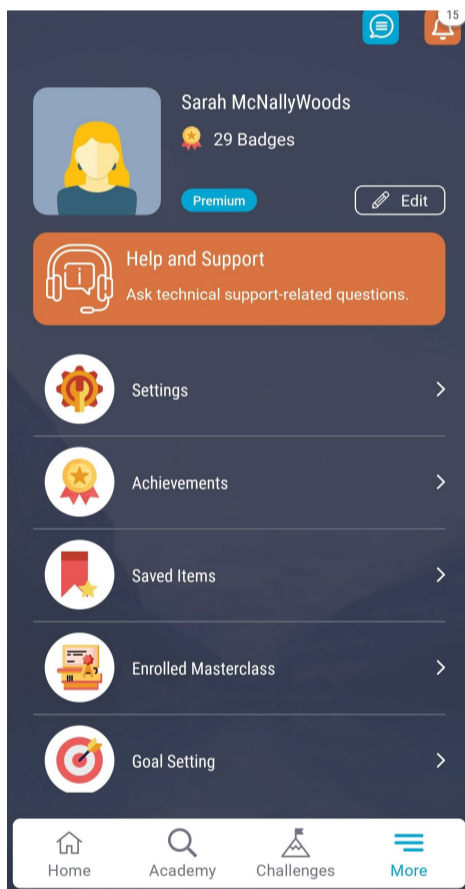 15
Sarah McNallyWoods
29 Badges
Premium
Edit
Help and Support
i
Ask technical support-related questions.
Settings
Achievements
Saved Items
Enrolled Masterclass
Goal Setting
Home
Academy
Challenges
More